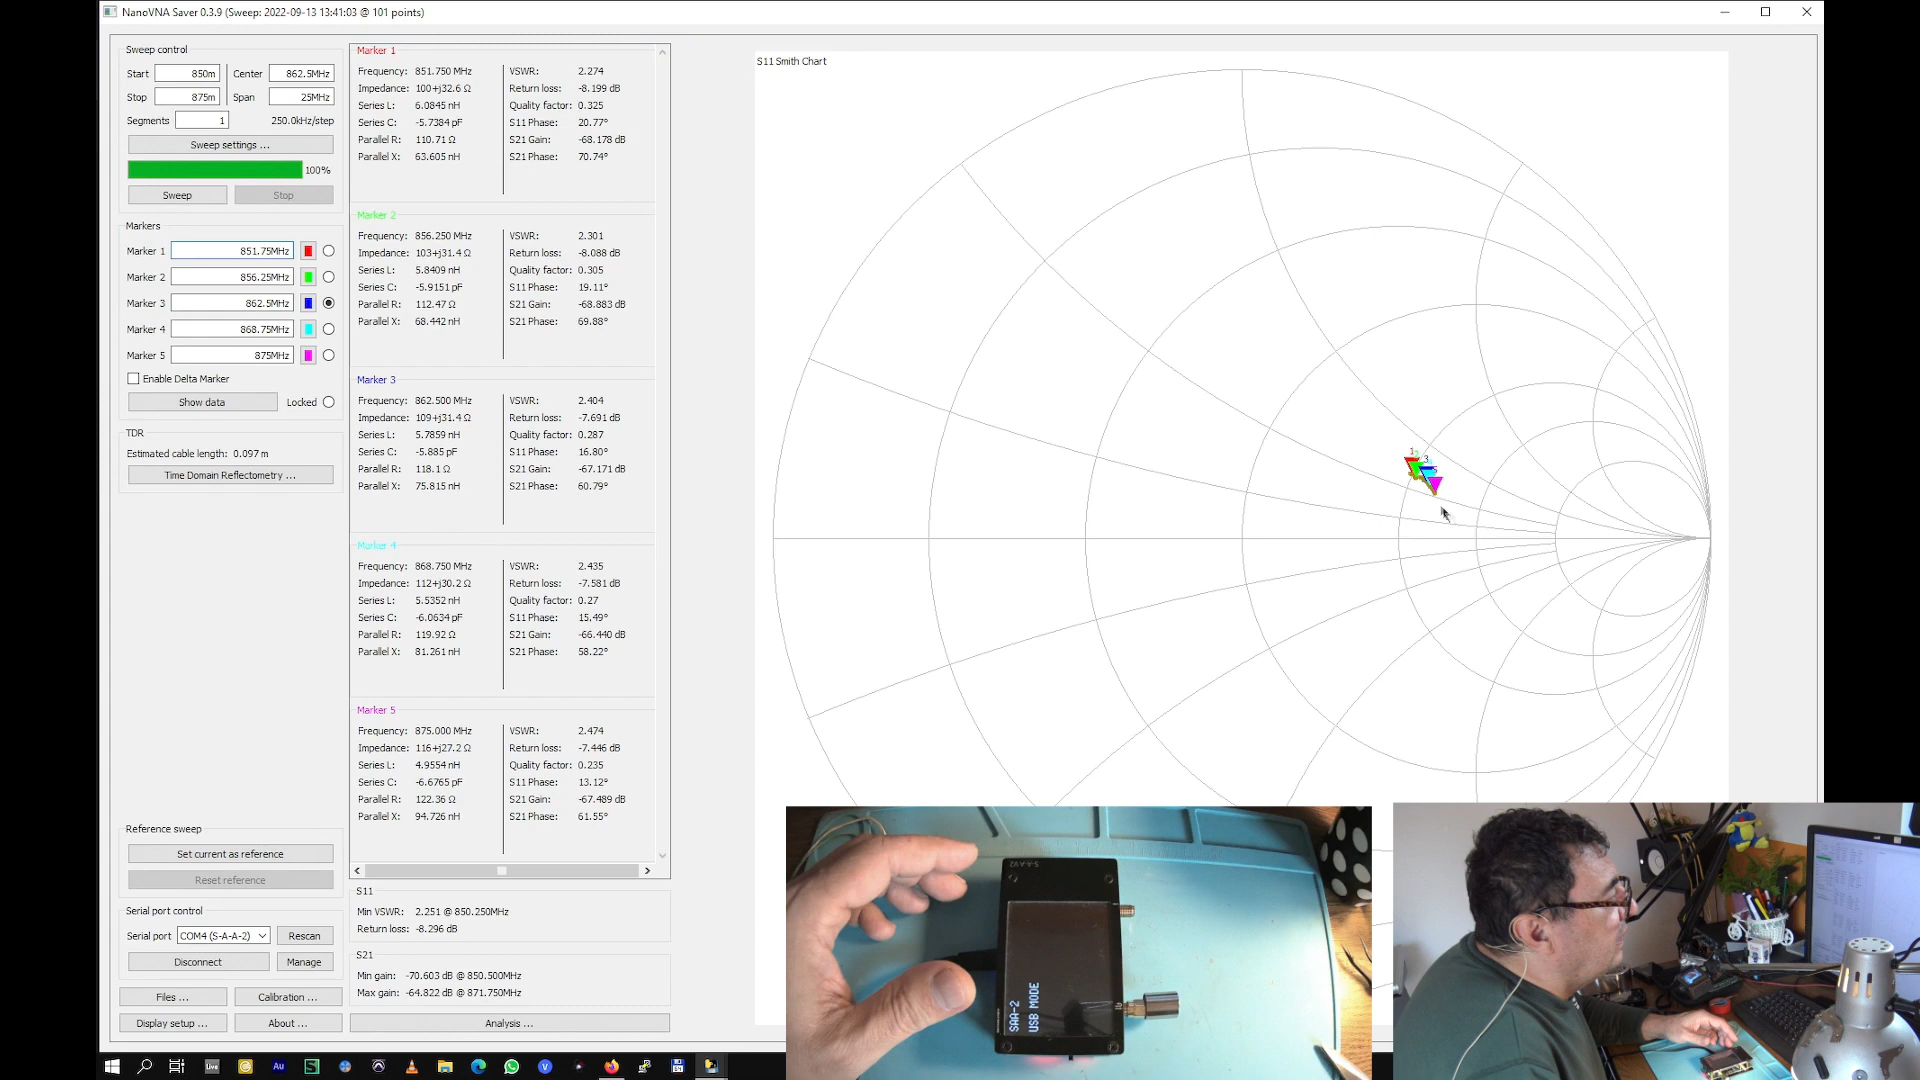 NanoVNA Saver 0.3.9 (Sweep: 2022-09-13 13:41:03 @ 101 points)
Sweep control
Start 850m Center 862.5MHz
Stop 875m Span 25MHz
Segments 1 250.0kHz/step
Sweep settings ...
100%
Sweep Stop
Markers
Marker 1 851.75MHz
Marker 2 856.25MHz
Marker 3 862.5MHz
Marker 4 868.75MHz
Marker 5 875MHz
Enable Delta Marker
Show data Locked
TDR
Estimated cable length: 0.097 m
Time Domain Reflectometry ...
Reference sweep
Set current as reference
Reset reference
Serial port control
Serial port COM4 (S-A-A-2) Rescan
Disconnect Manage
Files ... Calibration ...
Display setup ... About ...
Marker 1
Frequency: 851.750 MHz VSWR: 2.274
Impedance: 100+j32.6 Ω Return loss: -8.199 dB
Series L: 6.0845 nH Quality factor: 0.325
Series C: -5.7384 pF S11 Phase: 20.77°
Parallel R: 110.71 Ω S21 Gain: -68.178 dB
Parallel X: 63.605 nH S21 Phase: 70.74°
Marker 2
Frequency: 856.250 MHz VSWR: 2.301
Impedance: 103+j31.4 Ω Return loss: -8.088 dB
Series L: 5.8409 nH Quality factor: 0.305
Series C: -5.9151 pF S11 Phase: 19.11°
Parallel R: 112.47 Ω S21 Gain: -68.883 dB
Parallel X: 68.442 nH S21 Phase: 69.88°
Marker 3
Frequency: 862.500 MHz VSWR: 2.404
Impedance: 109+j31.4 Ω Return loss: -7.691 dB
Series L: 5.7859 nH Quality factor: 0.287
Series C: -5.885 pF S11 Phase: 16.80°
Parallel R: 118.1 Ω S21 Gain: -67.171 dB
Parallel X: 75.815 nH S21 Phase: 60.79°
Marker 4
Frequency: 868.750 MHz VSWR: 2.435
Impedance: 112+j30.2 Ω Return loss: -7.581 dB
Series L: 5.5352 nH Quality factor: 0.27
Series C: -6.0634 pF S11 Phase: 15.49°
Parallel R: 119.92 Ω S21 Gain: -66.440 dB
Parallel X: 81.261 nH S21 Phase: 58.22°
Marker 5
Frequency: 875.000 MHz VSWR: 2.474
Impedance: 116+j27.2 Ω Return loss: -7.446 dB
Series L: 4.9554 nH Quality factor: 0.235
Series C: -6.6765 pF S11 Phase: 13.12°
Parallel R: 122.36 Ω S21 Gain: -67.489 dB
Parallel X: 94.726 nH S21 Phase: 61.55°
S11
Min VSWR: 2.251 @ 850.250MHz
Return loss: -8.296 dB
S21
Min gain: -70.603 dB @ 850.500MHz
Max gain: -64.822 dB @ 871.750MHz
Analysis ...
S11 Smith Chart
1
3
S-A-A V2
SAA-2
USB MODE
Live
Au